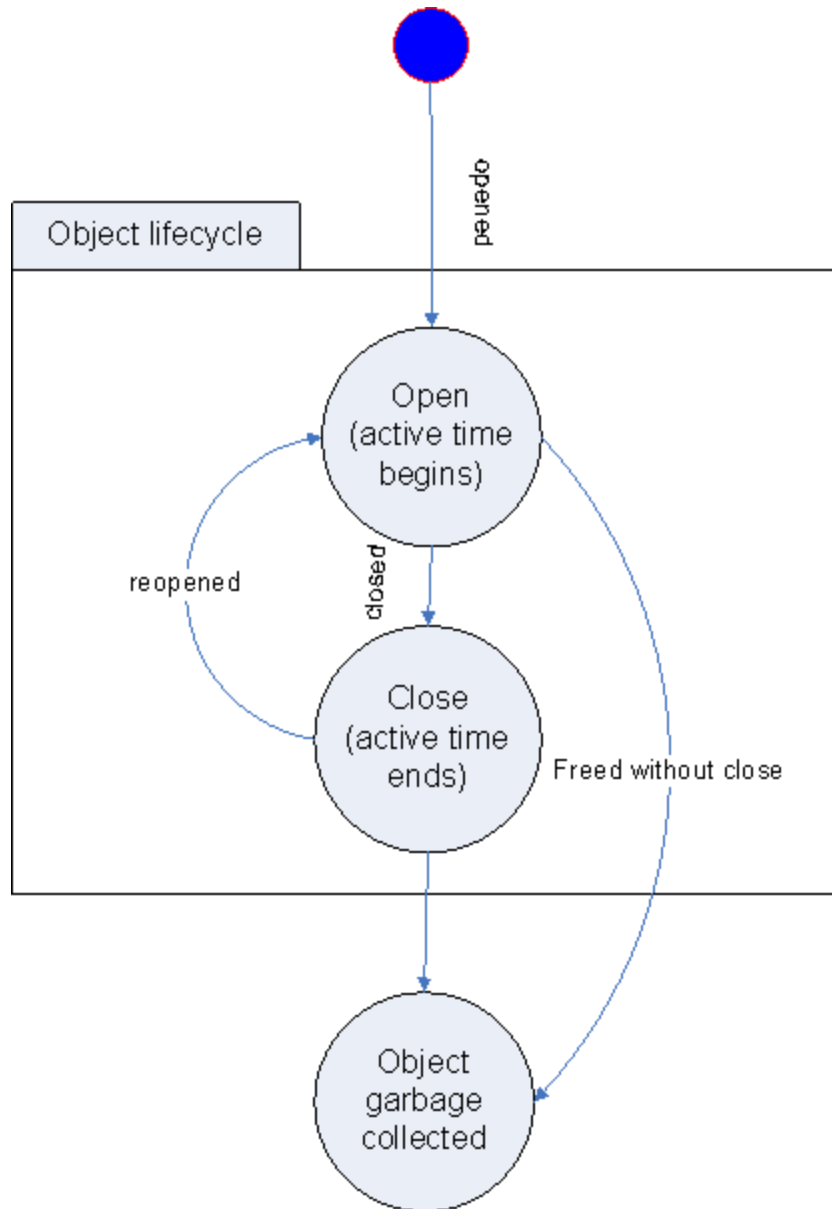 opened
Object lifecycle
Open
(active time
begins)
closed
reopened
Close
(active time
ends)
Freed without close
Object
garbage
collected